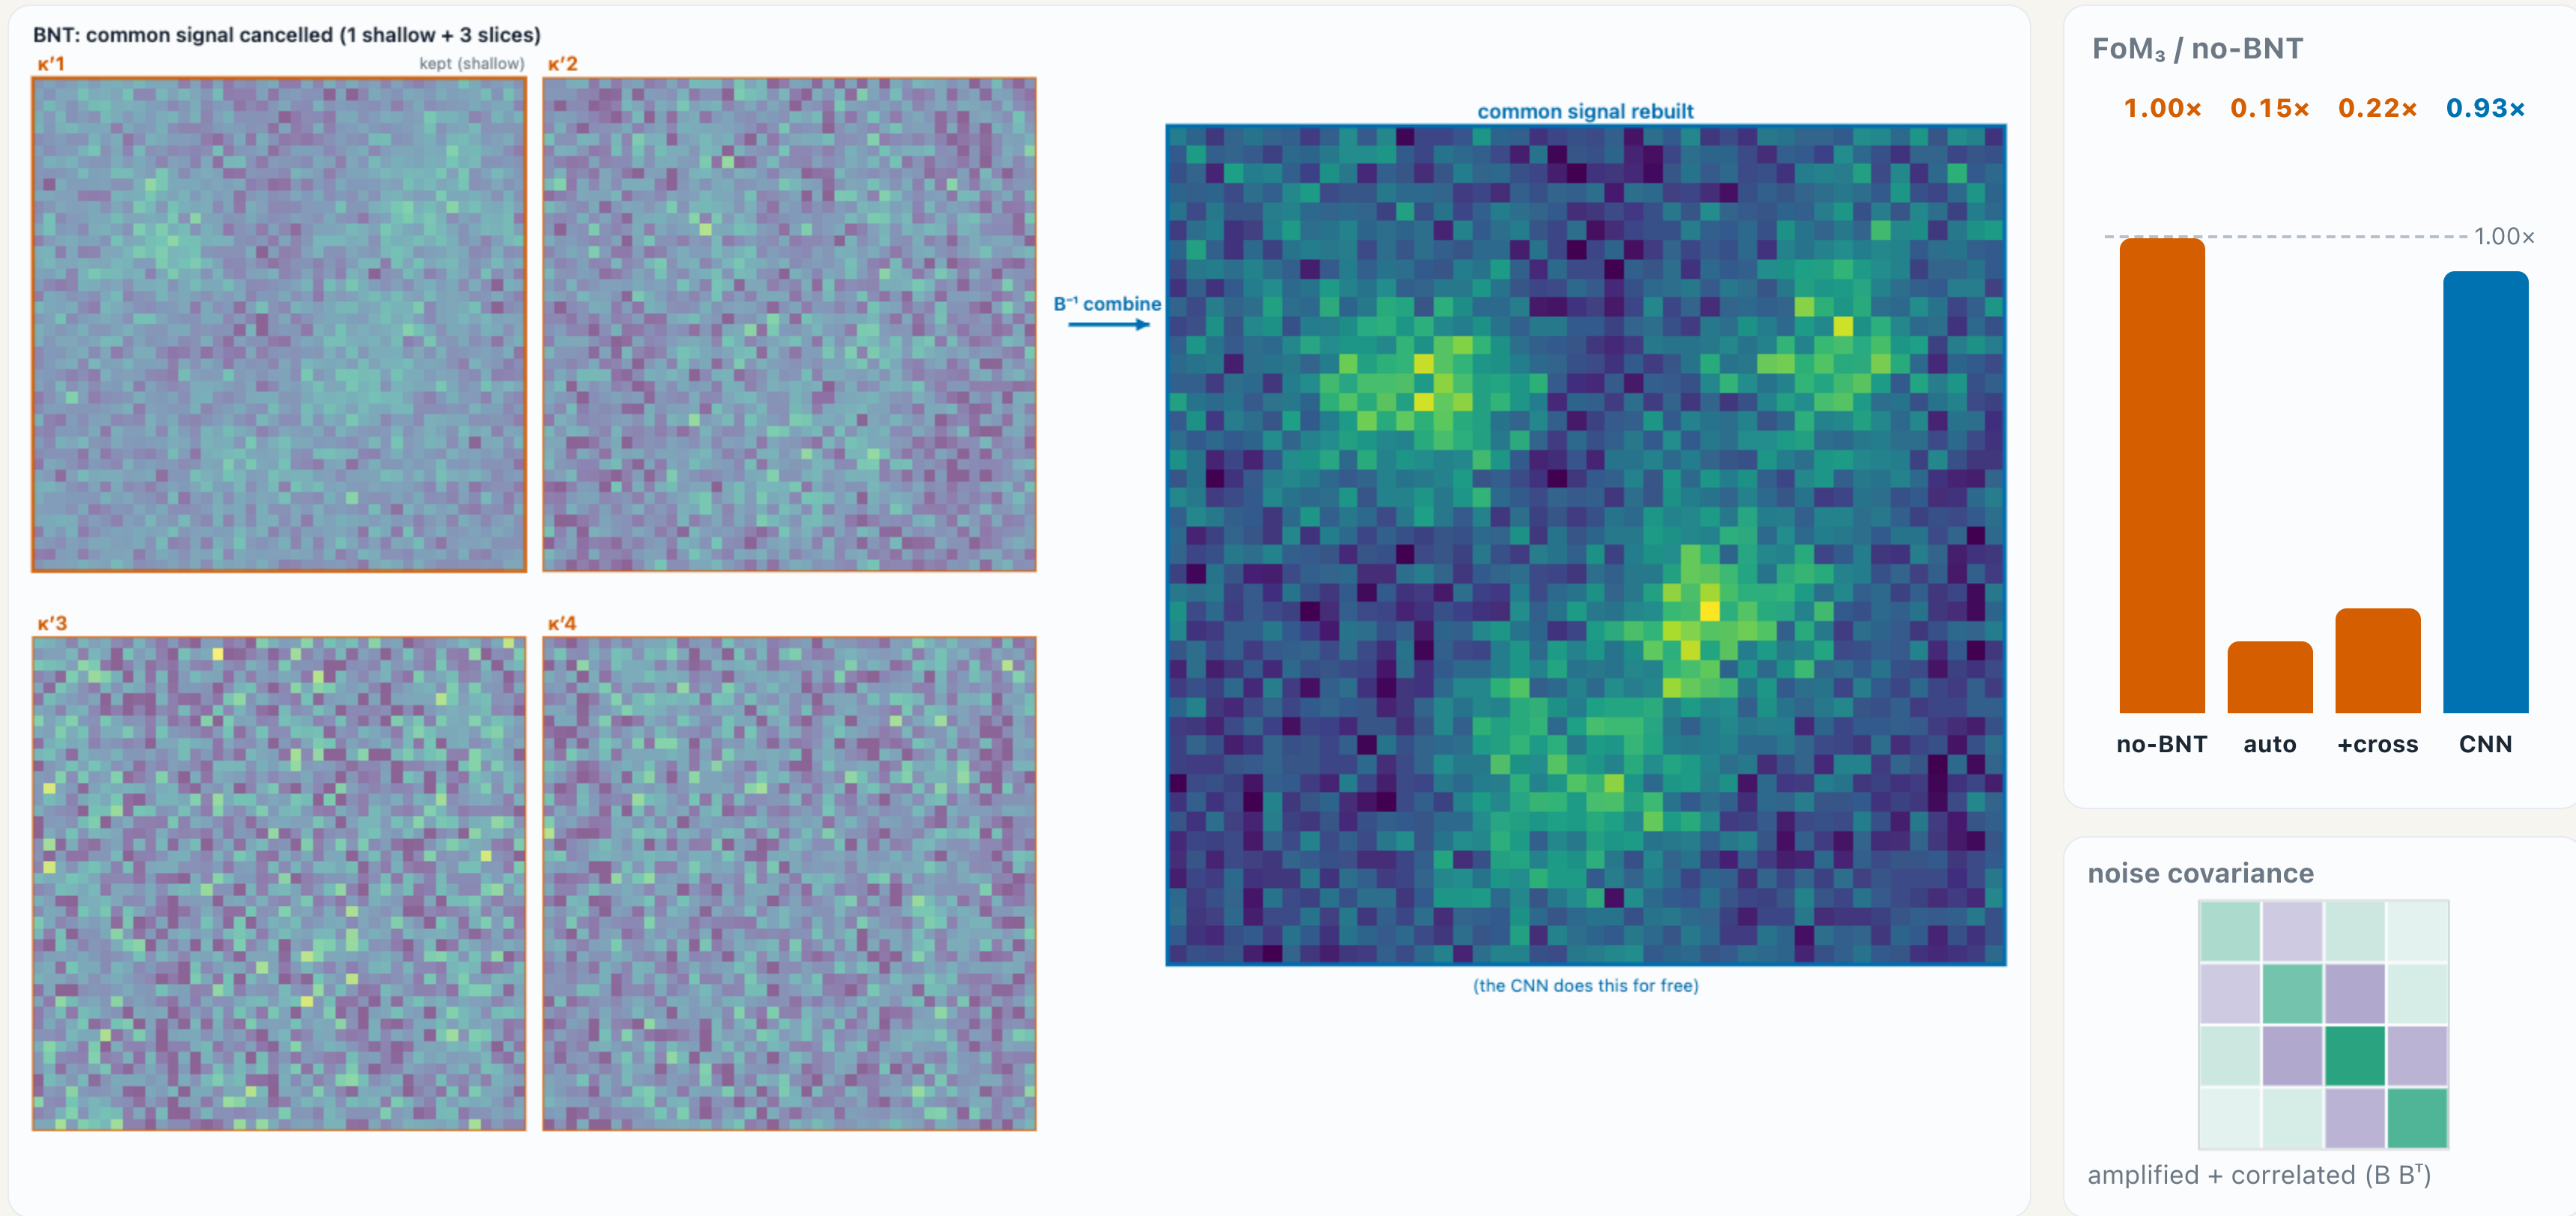 BNT: common signal cancelled (1 shallow + 3 slices)
κ′1
kept (shallow)
κ′2
κ′3
κ′4
B⁻¹ combine
common signal rebuilt
(the CNN does this for free)
FoM₃ / no-BNT
1.00× 0.15× 0.22× 0.93×
1.00×
no-BNT auto +cross CNN
noise covariance
amplified + correlated (B Bᵀ)